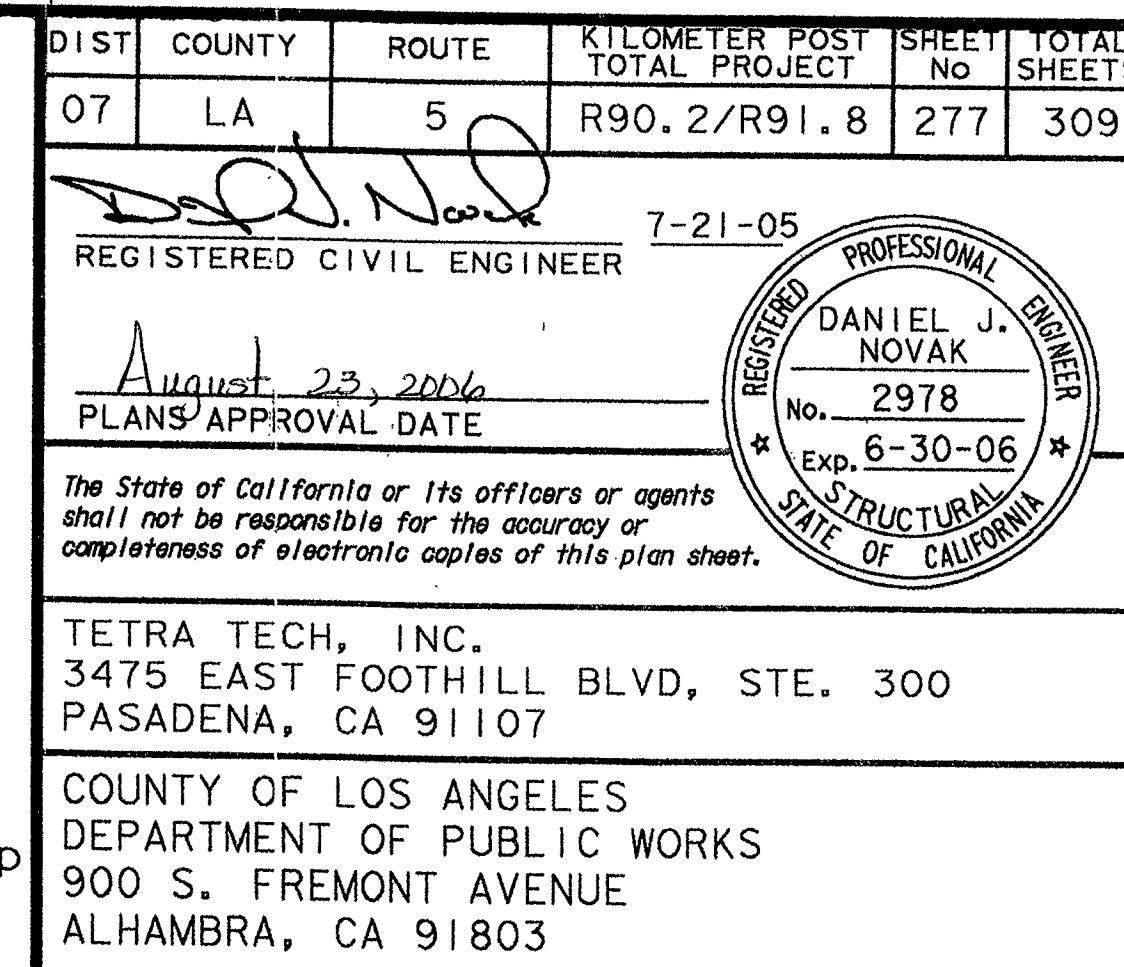 DIST COUNTY ROUTE KILOMETER POST TOTAL PROJECT SHEET No TOTAL SHEETS
07 LA 5 R90.2/R91.8 277 309
Daniel J. Novak
REGISTERED CIVIL ENGINEER
7-21-05
August 23, 2006
PLANS APPROVAL DATE
REGISTERED PROFESSIONAL ENGINEER
DANIEL J.
NOVAK
No. 2978
Exp. 6-30-06
STRUCTURAL
STATE OF CALIFORNIA
The State of California or its officers or agents
shall not be responsible for the accuracy or
completeness of electronic copies of this plan sheet.
TETRA TECH, INC.
3475 EAST FOOTHILL BLVD, STE. 300
PASADENA, CA 91107
COUNTY OF LOS ANGELES
DEPARTMENT OF PUBLIC WORKS
900 S. FREMONT AVENUE
ALHAMBRA, CA 91803
p